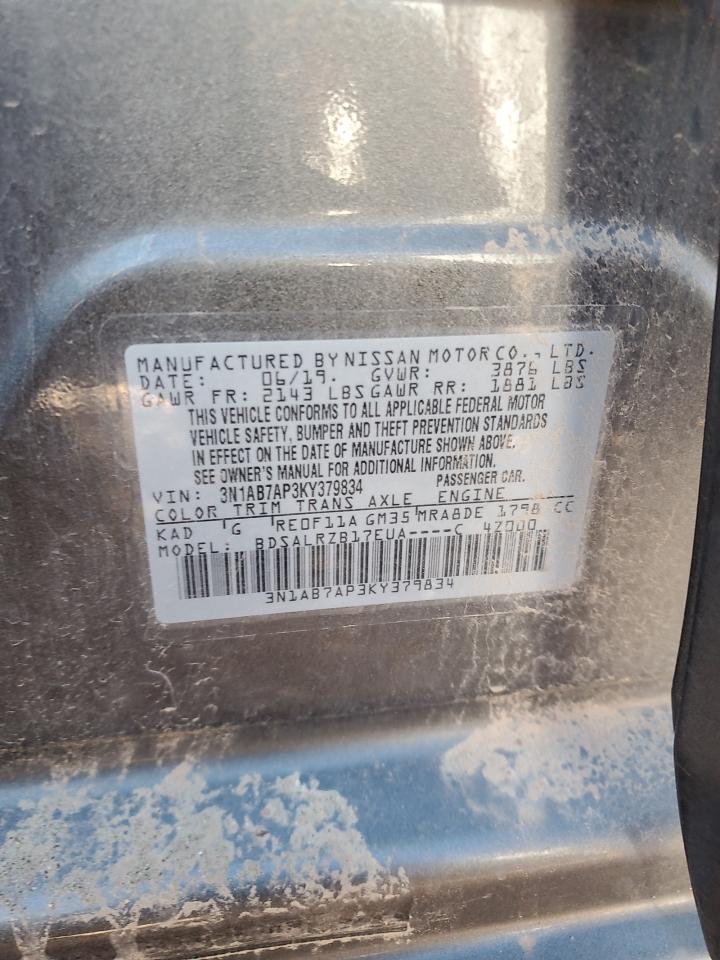 MANUFACTURED BY NISSAN MOTOR CO., LTD.
DATE: 06/19. GVWR: 3876 LBS
GAWR FR: 2143 LBS GAWR RR: 1881 LBS
THIS VEHICLE CONFORMS TO ALL APPLICABLE FEDERAL MOTOR
VEHICLE SAFETY, BUMPER AND THEFT PREVENTION STANDARDS
IN EFFECT ON THE DATE OF MANUFACTURE SHOWN ABOVE.
SEE OWNER'S MANUAL FOR ADDITIONAL INFORMATION.
VIN: 3N1AB7AP3KY379834 PASSENGER CAR.
COLOR TRIM TRANS AXLE ENGINE
KAD G RE0F11A GM35 MRA8DE 1798 CC
MODEL: BDSALRZB17EUA----C 4Z000
3N1AB7AP3KY379834